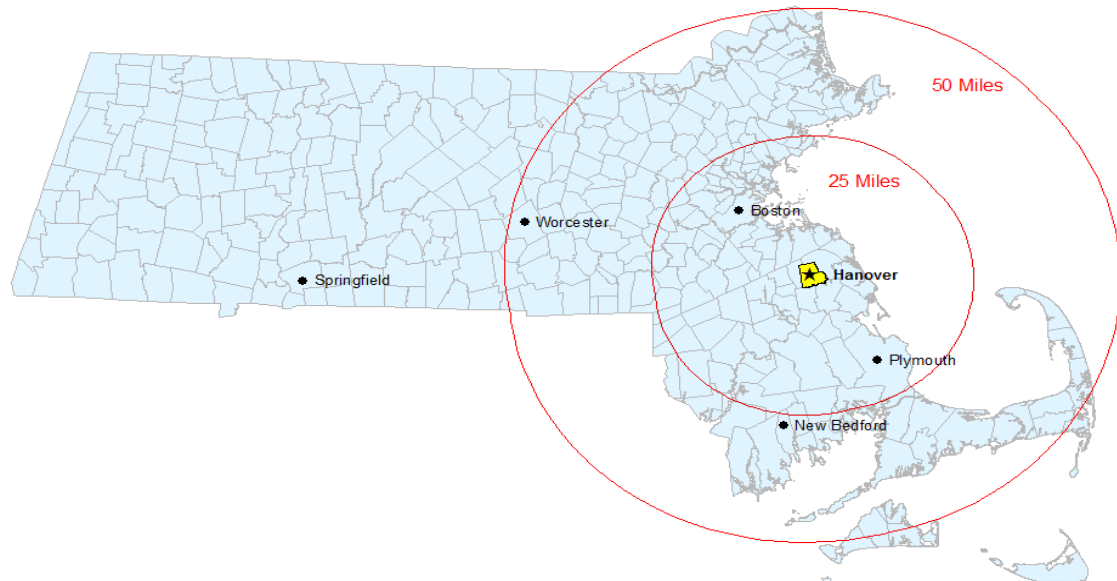 50 Miles
25 Miles
Boston
Worcester
Hanover
Springfield
Plymouth
New Bedford